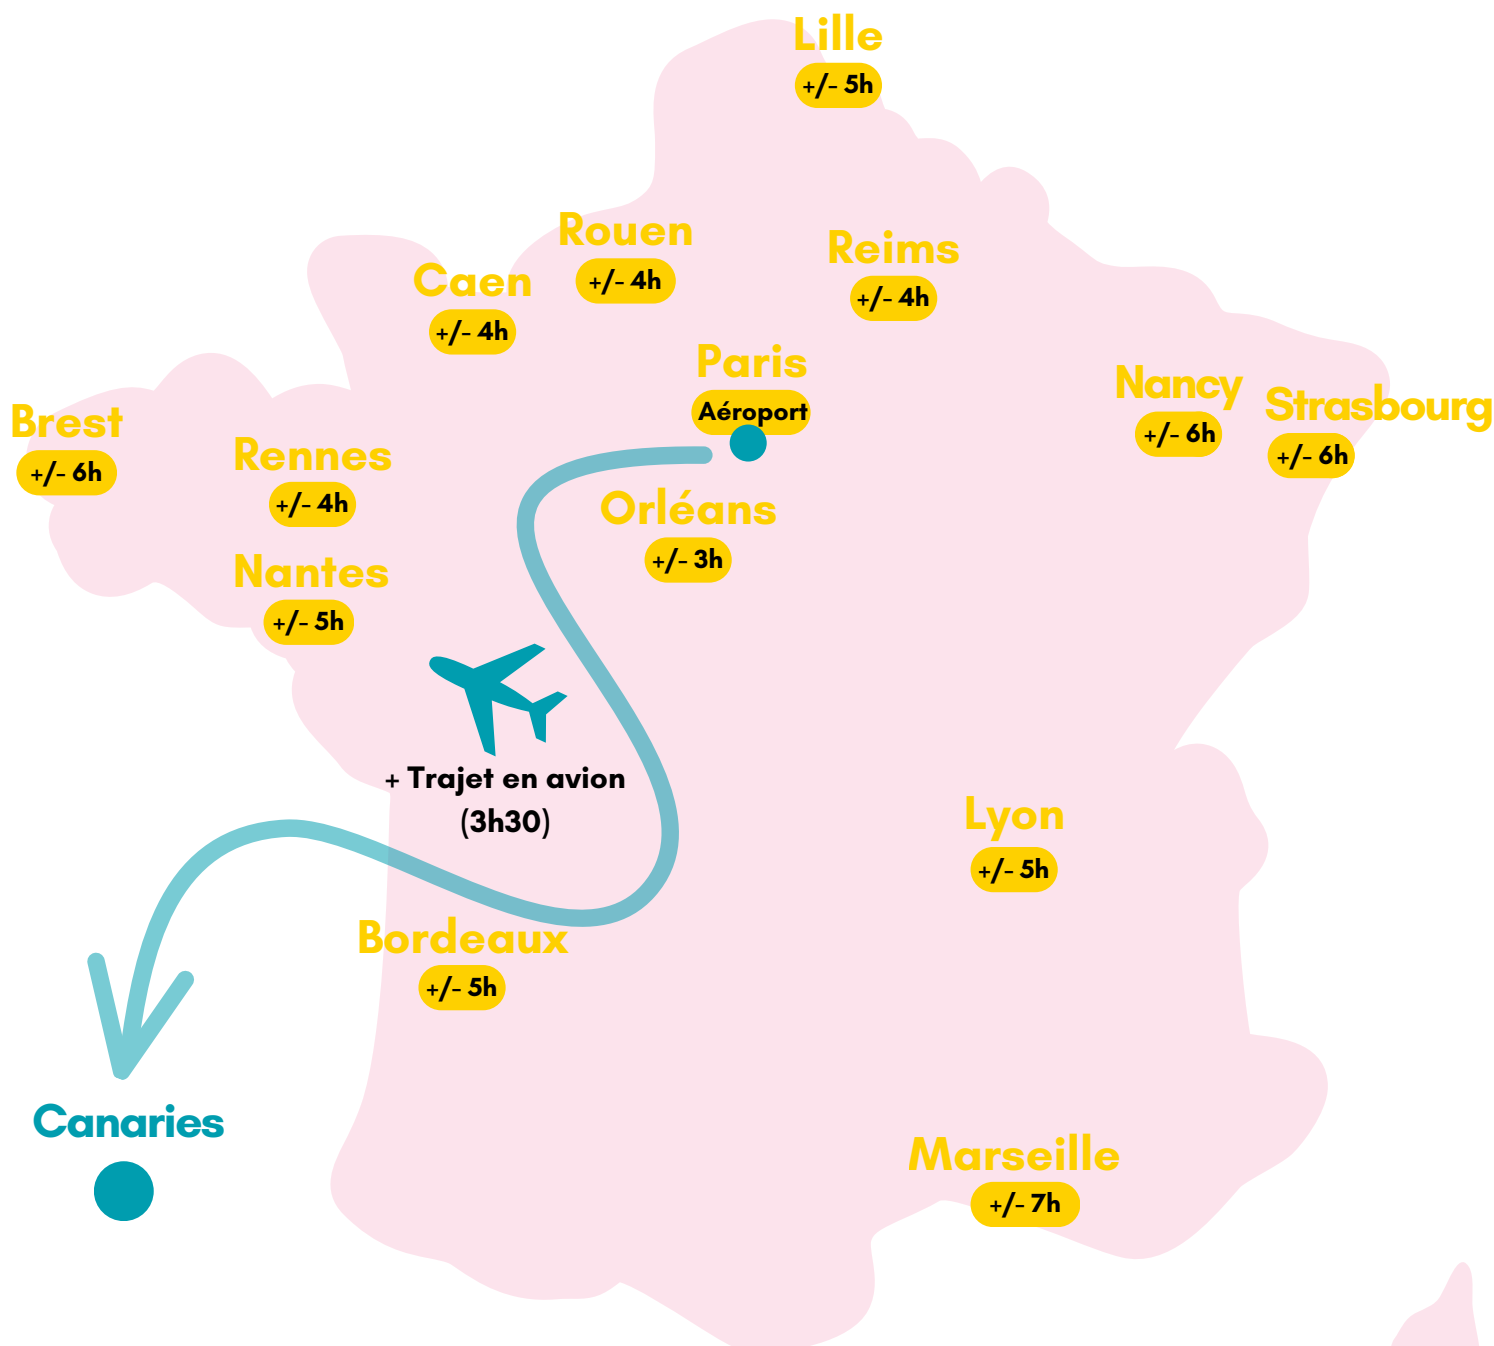 Lille
+/- 5h
Rouen
+/- 4h
Reims
+/- 4h
Caen
+/- 4h
Paris
Aéroport
Nancy
+/- 6h
Strasbourg
+/- 6h
Brest
+/- 6h
Rennes
+/- 4h
Orléans
+/- 3h
Nantes
+/- 5h
+ Trajet en avion
(3h30)
Lyon
+/- 5h
Bordeaux
+/- 5h
Canaries
Marseille
+/- 7h